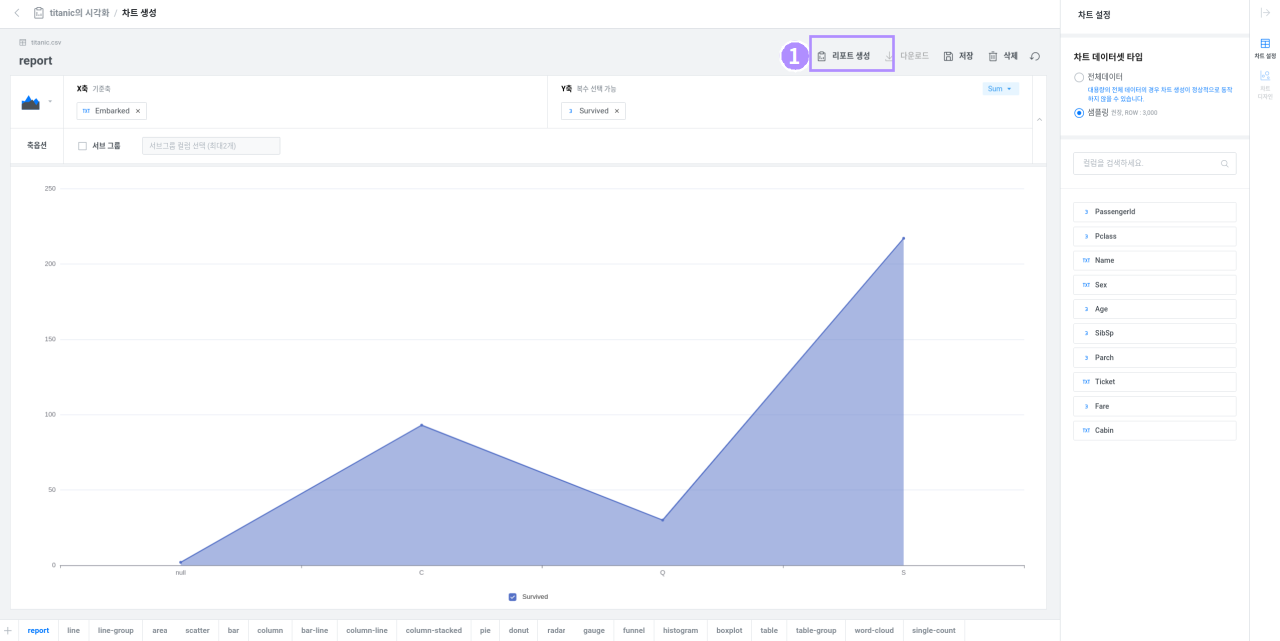 titanic의 시각화 / 차트 생성
차트 설정
titanic.csv
report
1
리포트 생성
다운로드
저장
삭제
X축 기준축
TXT Embarked ×
Y축 복수 선택 가능
Sum
3 Survived ×
축옵션
서브 그룹
서브그룹 컬럼 선택 (최대2개)
250
200
150
100
50
0
null
C
Q
S
Survived
차트 데이터셋 타입
전체데이터
대용량의 전체 데이터의 경우 차트 생성이 정상적으로 동작
하지 않을 수 있습니다.
샘플링 권장, ROW : 3,000
컬럼을 검색하세요.
3 PassengerId
3 Pclass
TXT Name
TXT Sex
3 Age
3 SibSp
3 Parch
TXT Ticket
3 Fare
TXT Cabin
차트 설정
차트
디자인
report
line
line-group
area
scatter
bar
column
bar-line
column-line
column-stacked
pie
donut
radar
gauge
funnel
histogram
boxplot
table
table-group
word-cloud
single-count